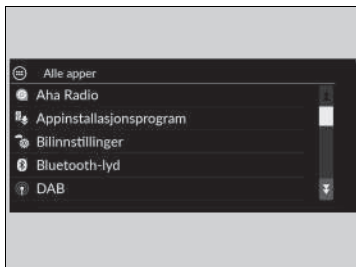 Alle apper
Aha Radio
Appinstallasjonsprogram
Bilinnstillinger
Bluetooth-lyd
DAB